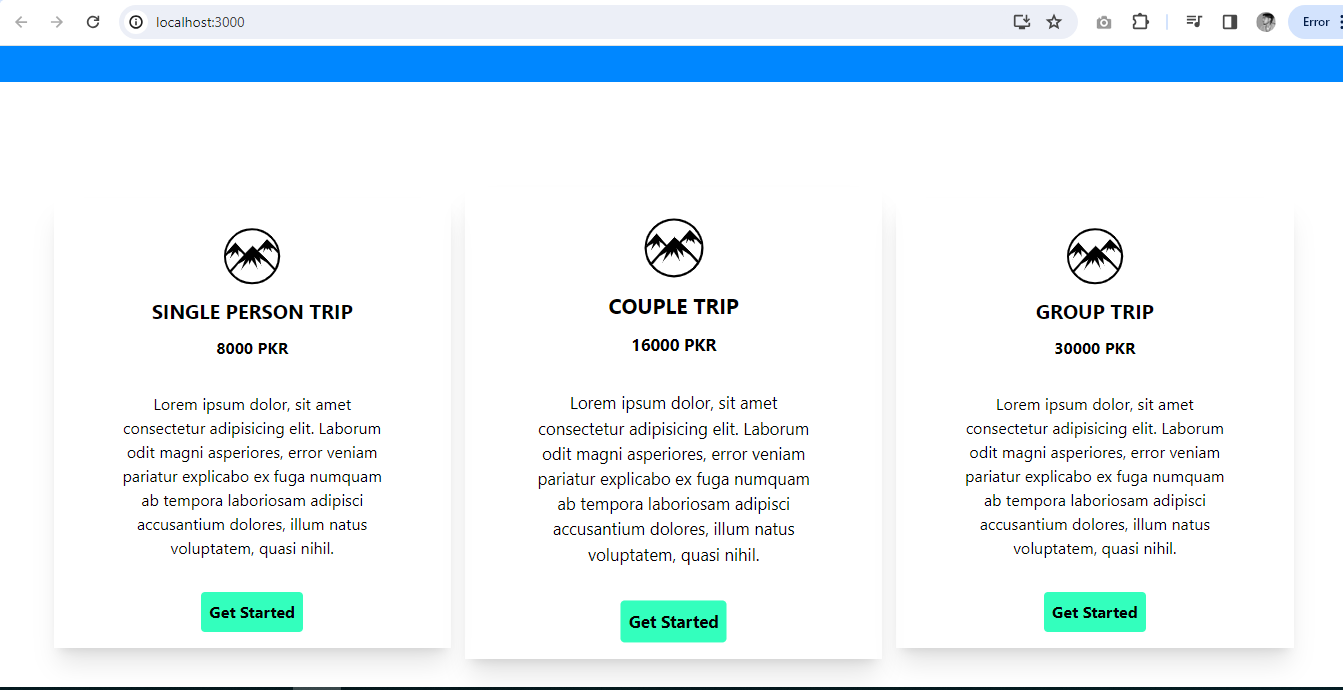 localhost:3000
Error
SINGLE PERSON TRIP
8000 PKR
Lorem ipsum dolor, sit amet
consectetur adipisicing elit. Laborum
odit magni asperiores, error veniam
pariatur explicabo ex fuga numquam
ab tempora laboriosam adipisci
accusantium dolores, illum natus
voluptatem, quasi nihil.
Get Started
COUPLE TRIP
16000 PKR
Lorem ipsum dolor, sit amet
consectetur adipisicing elit. Laborum
odit magni asperiores, error veniam
pariatur explicabo ex fuga numquam
ab tempora laboriosam adipisci
accusantium dolores, illum natus
voluptatem, quasi nihil.
Get Started
GROUP TRIP
30000 PKR
Lorem ipsum dolor, sit amet
consectetur adipisicing elit. Laborum
odit magni asperiores, error veniam
pariatur explicabo ex fuga numquam
ab tempora laboriosam adipisci
accusantium dolores, illum natus
voluptatem, quasi nihil.
Get Started